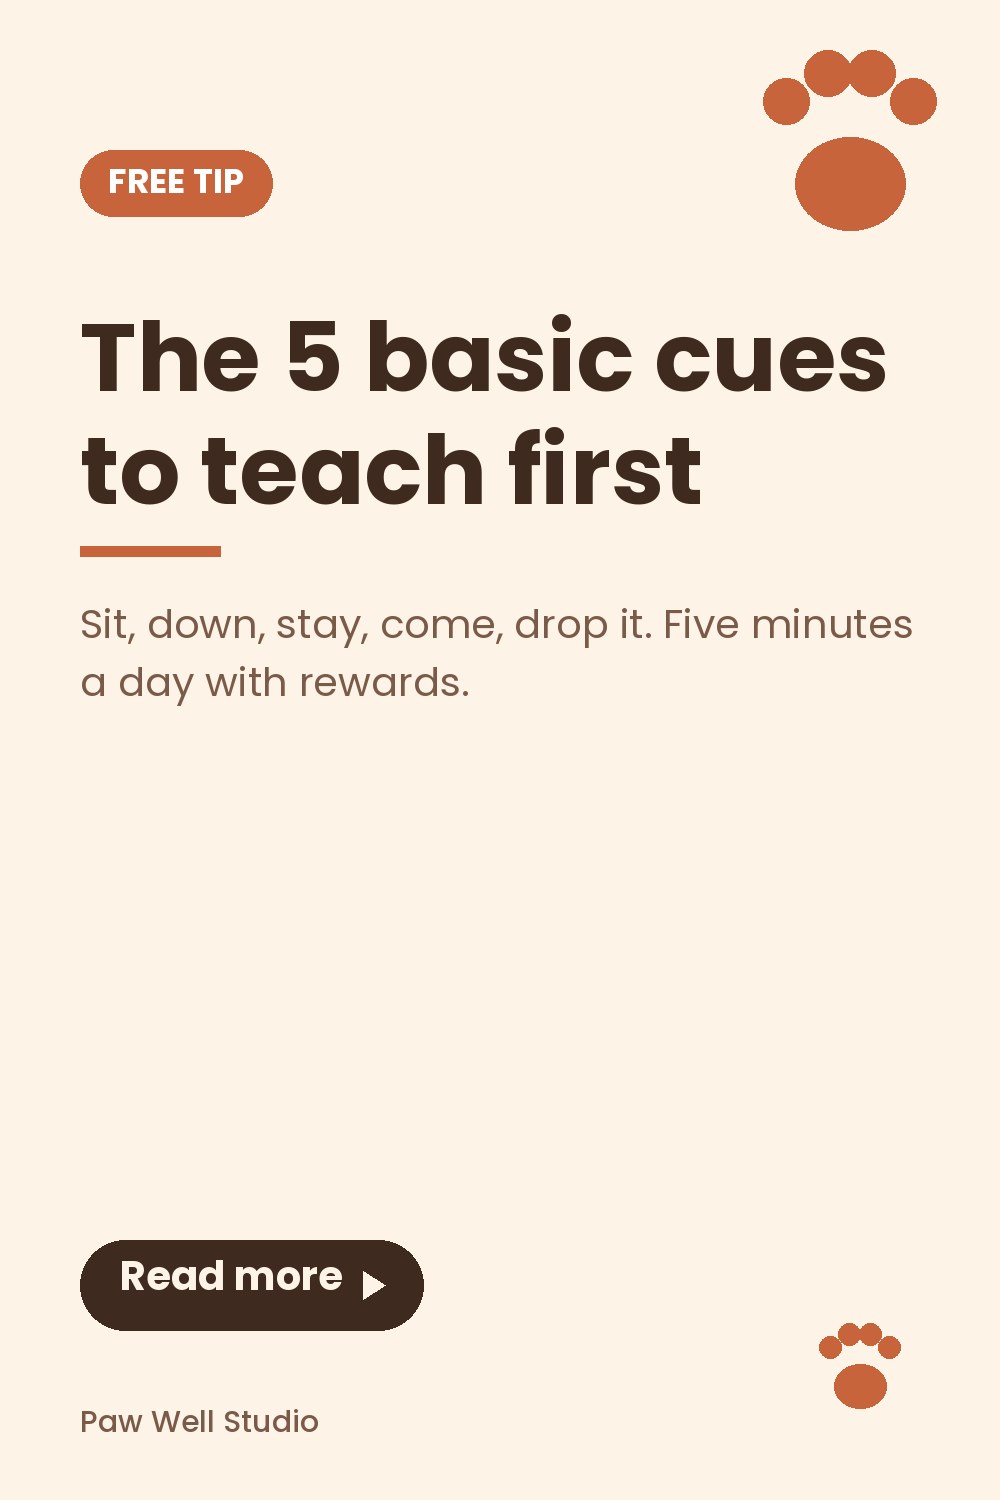 FREE TIP
The 5 basic cues
to teach first
Sit, down, stay, come, drop it. Five minutes
a day with rewards.
Read more
Paw Well Studio